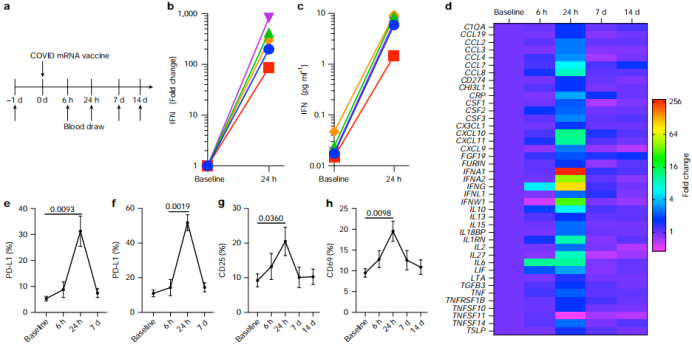 a
COVID mRNA vaccine
–1 d
0 d
6 h
24 h
7 d
14 d
Blood draw
b
IFN (Fold change)
1,000
100
10
1
Baseline
24 h
c
IFN (pg ml–1)
10
1
0.1
0.01
Baseline
24 h
d
Baseline
6 h
24 h
7 d
14 d
C1QA
CCL19
CCL2
CCL3
CCL4
CCL7
CCL8
CD274
CHI3L1
CRP
CSF1
CSF2
CSF3
CX3CL1
CXCL10
CXCL11
CXCL9
FGF19
FURIN
IFNA1
IFNA2
IFNG
IFNL1
IFNW1
IL10
IL13
IL15
IL18BP
IL1RN
IL2
IL27
IL6
LIF
LTA
TGFB3
TNF
TNFRSF1B
TNFSF10
TNFSF11
TNFSF14
TSLP
256
64
16
4
1
Fold change
e
0.0093
PD-L1 (%)
40
30
20
10
0
Baseline
6 h
24 h
7 d
f
0.0019
PD-L1 (%)
60
40
20
0
Baseline
6 h
24 h
7 d
g
0.0360
CD25 (%)
30
20
10
0
Baseline
6 h
24 h
7 d
14 d
h
0.0098
CD69 (%)
25
20
15
10
5
0
Baseline
6 h
24 h
7 d
14 d